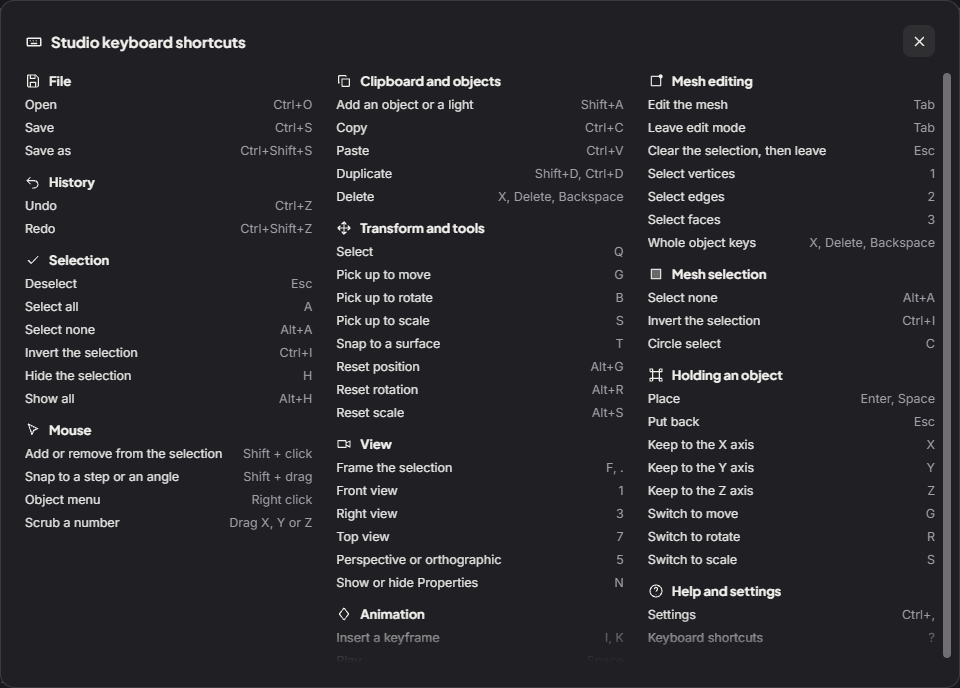 Studio keyboard shortcuts
File
Open Ctrl+O
Save Ctrl+S
Save as Ctrl+Shift+S
History
Undo Ctrl+Z
Redo Ctrl+Shift+Z
Selection
Deselect Esc
Select all A
Select none Alt+A
Invert the selection Ctrl+I
Hide the selection H
Show all Alt+H
Mouse
Add or remove from the selection Shift + click
Snap to a step or an angle Shift + drag
Object menu Right click
Scrub a number Drag X, Y or Z
Clipboard and objects
Add an object or a light Shift+A
Copy Ctrl+C
Paste Ctrl+V
Duplicate Shift+D, Ctrl+D
Delete X, Delete, Backspace
Transform and tools
Select Q
Pick up to move G
Pick up to rotate B
Pick up to scale S
Snap to a surface T
Reset position Alt+G
Reset rotation Alt+R
Reset scale Alt+S
View
Frame the selection F, .
Front view 1
Right view 3
Top view 7
Perspective or orthographic 5
Show or hide Properties N
Animation
Insert a keyframe I, K
Play Space
Mesh editing
Edit the mesh Tab
Leave edit mode Tab
Clear the selection, then leave Esc
Select vertices 1
Select edges 2
Select faces 3
Whole object keys X, Delete, Backspace
Mesh selection
Select none Alt+A
Invert the selection Ctrl+I
Circle select C
Holding an object
Place Enter, Space
Put back Esc
Keep to the X axis X
Keep to the Y axis Y
Keep to the Z axis Z
Switch to move G
Switch to rotate R
Switch to scale S
Help and settings
Settings Ctrl+,
Keyboard shortcuts ?